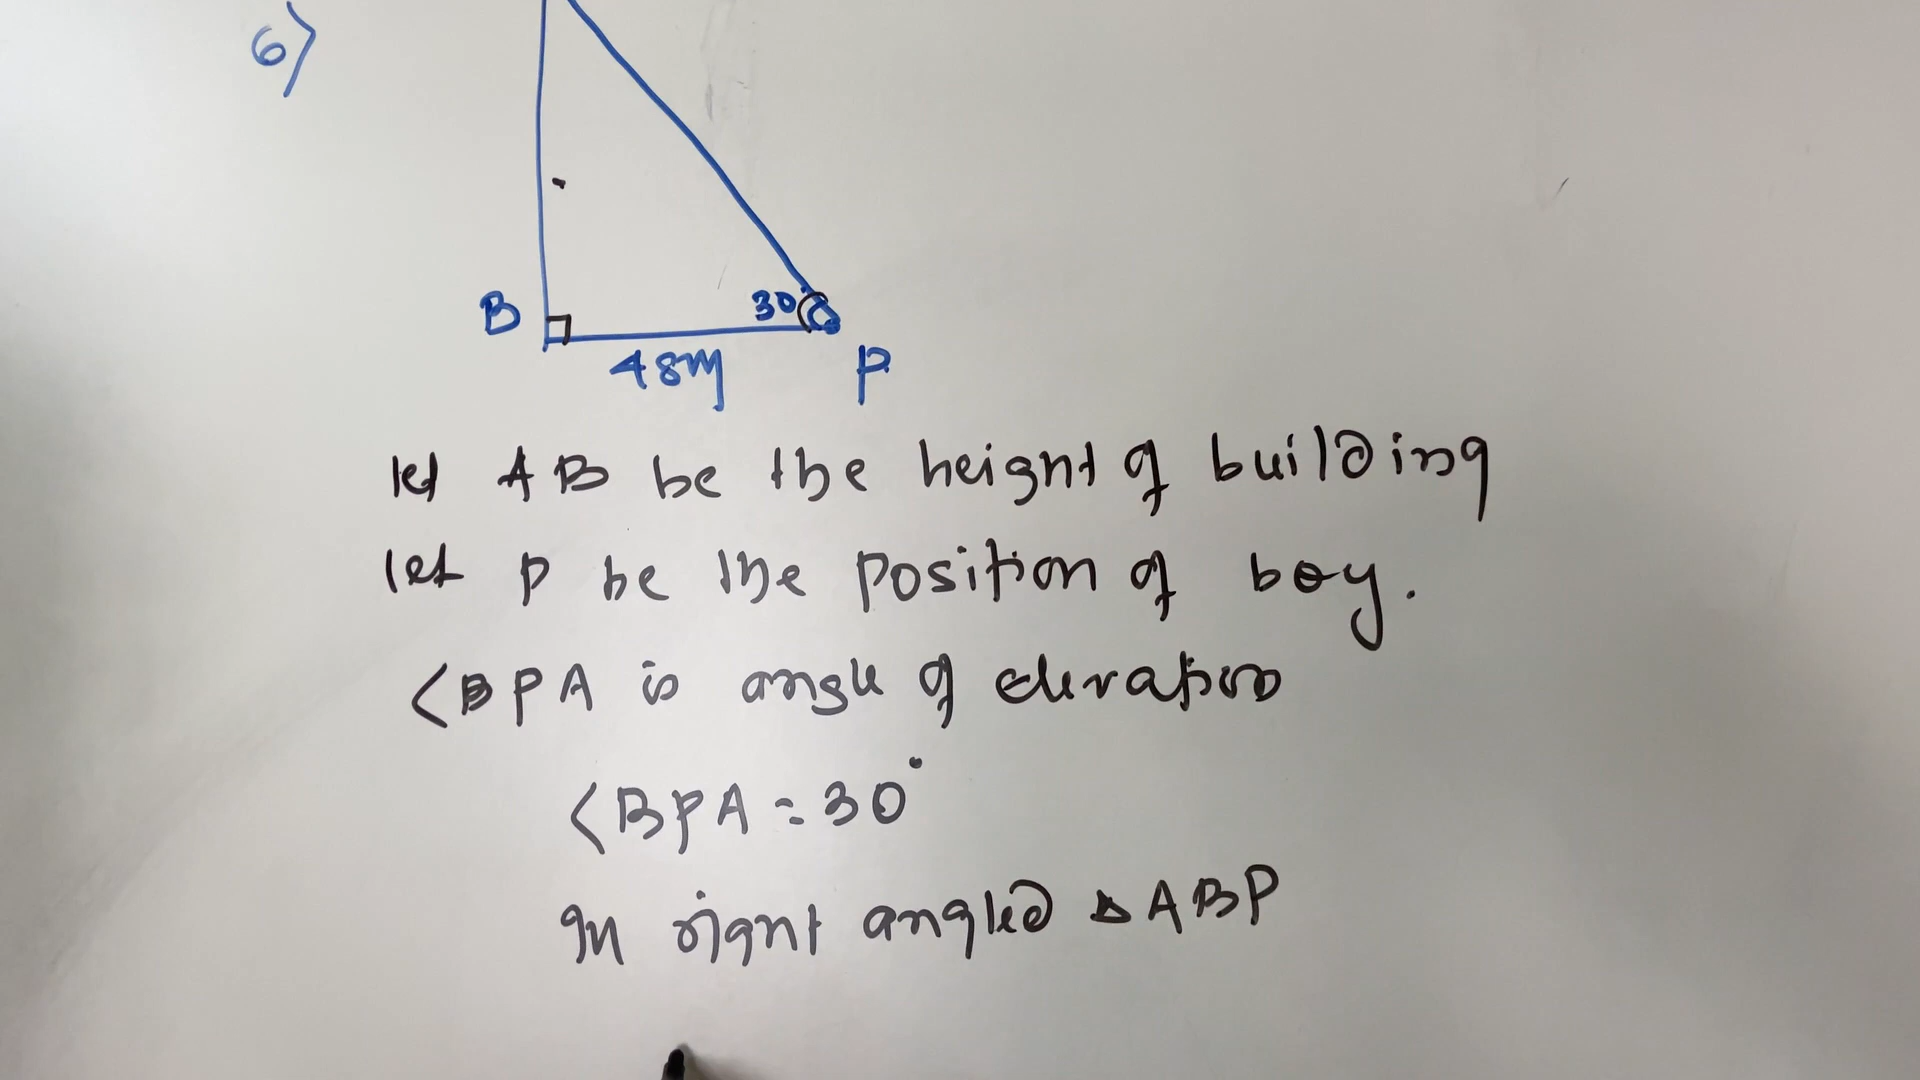 6)
B
30
48m
P
let AB be the height of building
let P be the position of boy.
<BPA is angle of elevation
<BPA = 30°
In right angled △ABP